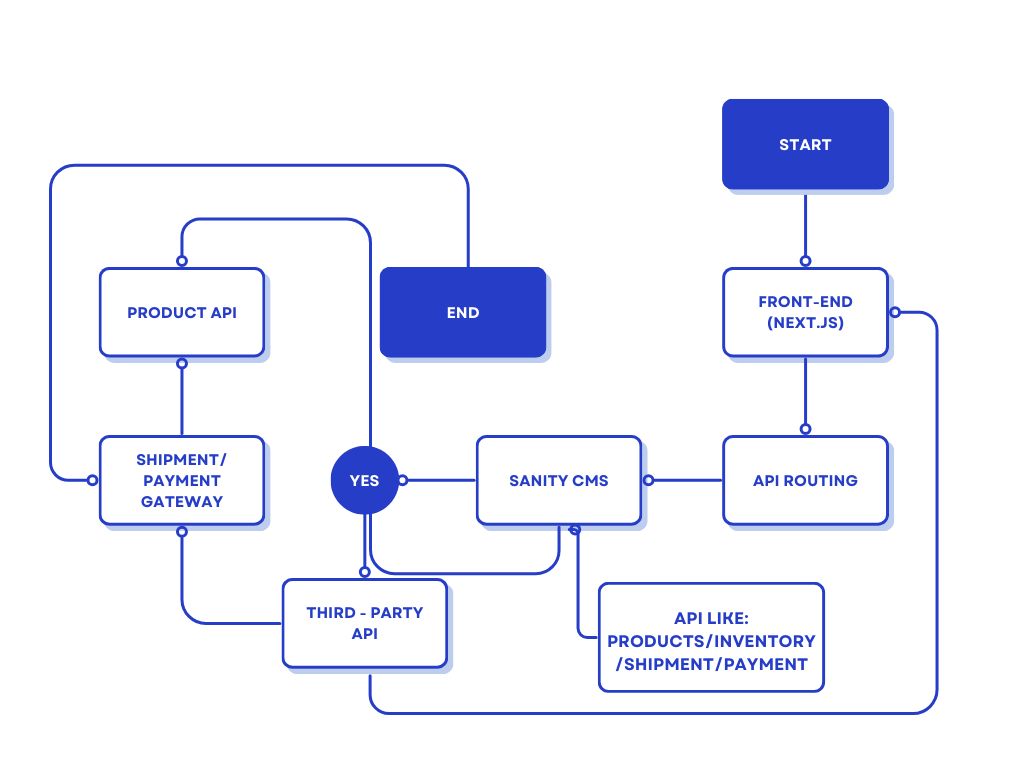 START
FRONT-END
(NEXT.JS)
PRODUCT API
END
SHIPMENT/
PAYMENT
GATEWAY
YES
SANITY CMS
API ROUTING
THIRD - PARTY
API
API LIKE:
PRODUCTS/INVENTORY
/SHIPMENT/PAYMENT